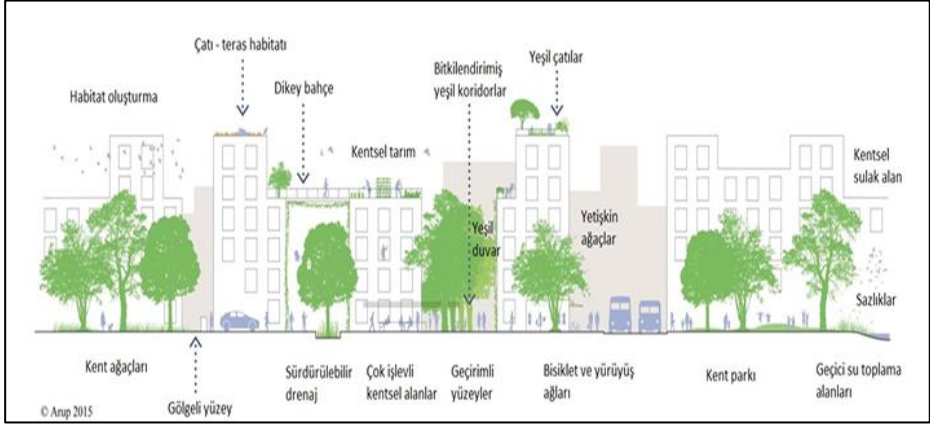 Çatı - teras habitatı
Yeşil çatılar
Bitkilendirimiş
yeşil koridorlar
Dikey bahçe
Habitat oluşturma
Kentsel tarım
Kentsel
sulak alan
Yeşil
duvar
Yetişkin
ağaçlar
Sazlıklar
Kent ağaçları
Sürdürülebilir
drenaj
Çok işlevli
kentsel alanlar
Geçirimli
yüzeyler
Bisiklet ve yürüyüş
ağları
Kent parkı
Geçici su toplama
alanları
Gölgeli yüzey
© Arup 2015